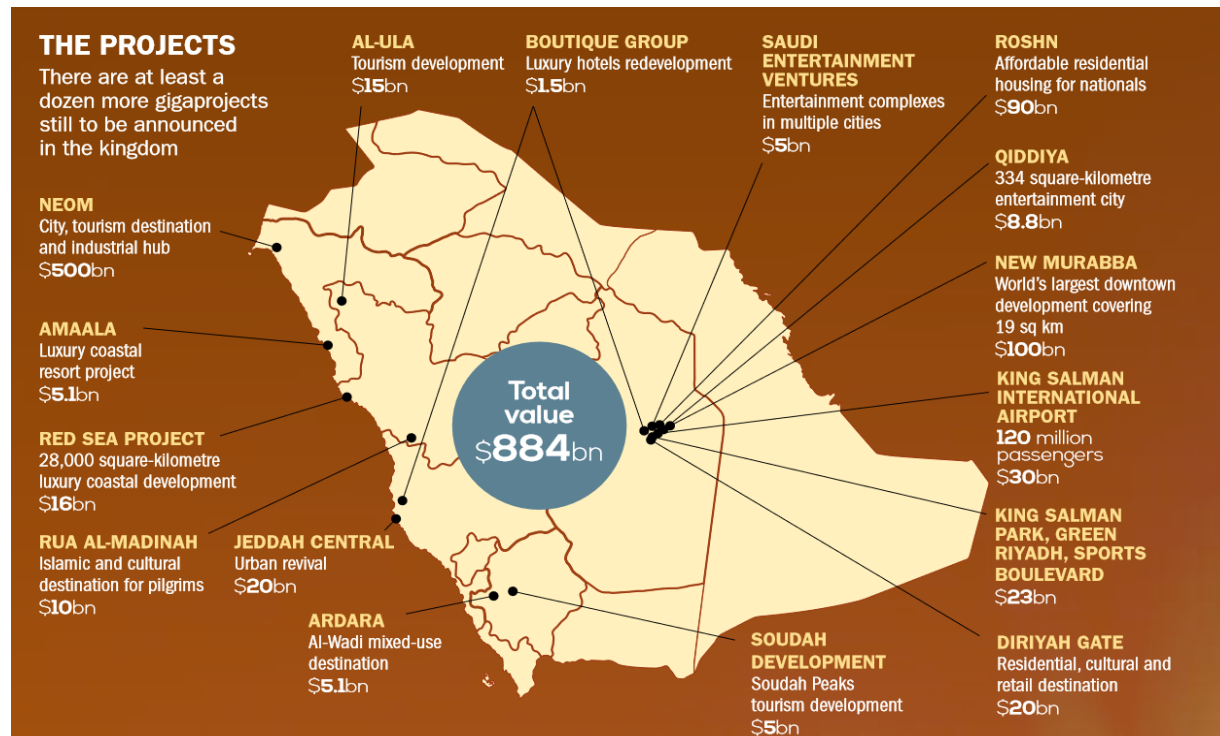 THE PROJECTS
There are at least a
dozen more gigaprojects
still to be announced
in the kingdom
AL-ULA
Tourism development
$15bn
BOUTIQUE GROUP
Luxury hotels redevelopment
$1.5bn
SAUDI
ENTERTAINMENT
VENTURES
Entertainment complexes
in multiple cities
$5bn
ROSHN
Affordable residential
housing for nationals
$90bn
QIDDIYA
334 square-kilometre
entertainment city
$8.8bn
NEW MURABBA
World's largest downtown
development covering
19 sq km
$100bn
KING SALMAN
INTERNATIONAL
AIRPORT
120 million
passengers
$30bn
KING SALMAN
PARK, GREEN
RIYADH, SPORTS
BOULEVARD
$23bn
DIRIYAH GATE
Residential, cultural and
retail destination
$20bn
NEOM
City, tourism destination
and industrial hub
$500bn
AMAALA
Luxury coastal
resort project
$5.1bn
RED SEA PROJECT
28,000 square-kilometre
luxury coastal development
$16bn
RUA AL-MADINAH
Islamic and cultural
destination for pilgrims
$10bn
JEDDAH CENTRAL
Urban revival
$20bn
ARDARA
Al-Wadi mixed-use
destination
$5.1bn
SOUDAH
DEVELOPMENT
Soudah Peaks
tourism development
$5bn
Total
value
$884bn